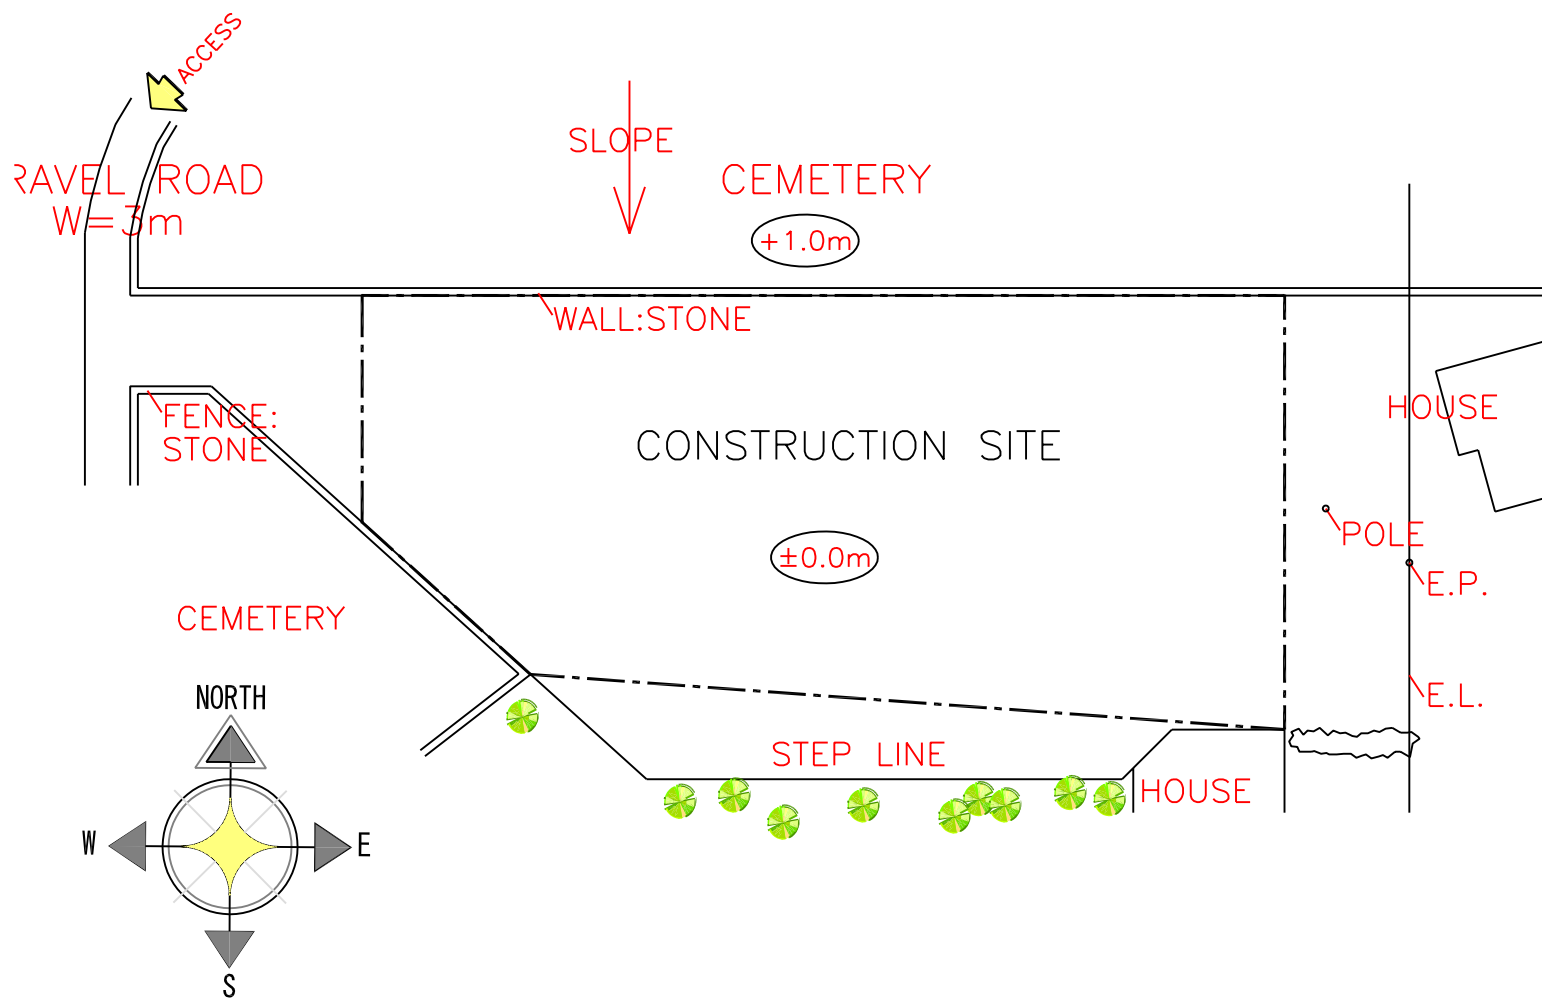 ACCESS
SLOPE
RAVEL ROAD
W=3m
CEMETERY
+1.0m
WALL:STONE
FENCE:
STONE
HOUSE
CONSTRUCTION SITE
POLE
±0.0m
E.P.
CEMETERY
E.L.
NORTH
STEP LINE
HOUSE
W
E
S